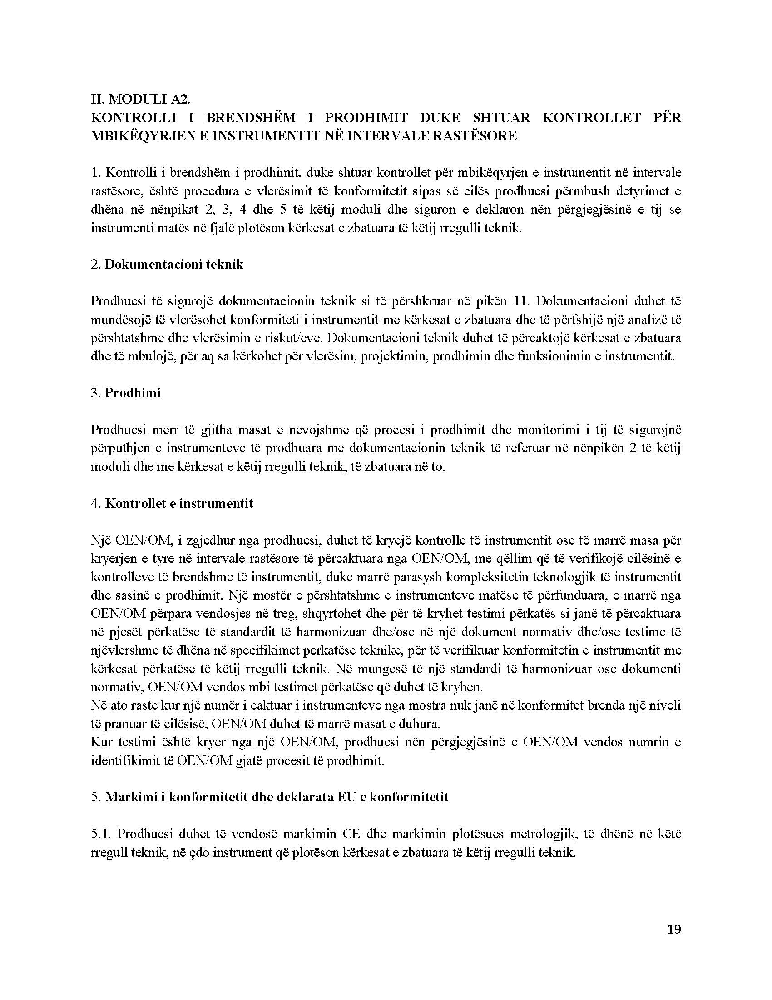 II. MODULI A2.
KONTROLLI I BRENDSHËM I PRODHIMIT DUKE SHTUAR KONTROLLET PËR
MBIKËQYRJEN E INSTRUMENTIT NË INTERVALE RASTËSORE
1. Kontrolli i brendshëm i prodhimit, duke shtuar kontrollet për mbikëqyrjen e instrumentit në intervale
rastësore, është procedura e vlerësimit të konformitetit sipas së cilës prodhuesi përmbush detyrimet e
dhëna në nënpikat 2, 3, 4 dhe 5 të këtij moduli dhe siguron e deklaron nën përgjegjësinë e tij se
instrumenti matës në fjalë plotëson kërkesat e zbatuara të këtij rregulli teknik.
2. Dokumentacioni teknik
Prodhuesi të sigurojë dokumentacionin teknik si të përshkruar në pikën 11. Dokumentacioni duhet të
mundësojë të vlerësohet konformiteti i instrumentit me kërkesat e zbatuara dhe të përfshijë një analizë të
përshtatshme dhe vlerësimin e riskut/eve. Dokumentacioni teknik duhet të përcaktojë kërkesat e zbatuara
dhe të mbulojë, për aq sa kërkohet për vlerësim, projektimin, prodhimin dhe funksionimin e instrumentit.
3. Prodhimi
Prodhuesi merr të gjitha masat e nevojshme që procesi i prodhimit dhe monitorimi i tij të sigurojnë
përputhjen e instrumenteve të prodhuara me dokumentacionin teknik të referuar në nënpikën 2 të këtij
moduli dhe me kërkesat e këtij rregulli teknik, të zbatuara në to.
4. Kontrollet e instrumentit
Një OEN/OM, i zgjedhur nga prodhuesi, duhet të kryejë kontrolle të instrumentit ose të marrë masa për
kryerjen e tyre në intervale rastësore të përcaktuara nga OEN/OM, me qëllim që të verifikojë cilësinë e
kontrolleve të brendshme të instrumentit, duke marrë parasysh kompleksitetin teknologjik të instrumentit
dhe sasinë e prodhimit. Një mostër e përshtatshme e instrumenteve matëse të përfunduara, e marrë nga
OEN/OM përpara vendosjes në treg, shqyrtohet dhe për të kryhet testimi përkatës si janë të përcaktuara
në pjesët përkatëse të standardit të harmonizuar dhe/ose në një dokument normativ dhe/ose testime të
njëvlershme të dhëna në specifikimet perkatëse teknike, për të verifikuar konformitetin e instrumentit me
kërkesat përkatëse të këtij rregulli teknik. Në mungesë të një standardi të harmonizuar ose dokumenti
normativ, OEN/OM vendos mbi testimet përkatëse që duhet të kryhen.
Në ato raste kur një numër i caktuar i instrumenteve nga mostra nuk janë në konformitet brenda një niveli
të pranuar të cilësisë, OEN/OM duhet të marrë masat e duhura.
Kur testimi është kryer nga një OEN/OM, prodhuesi nën përgjegjësinë e OEN/OM vendos numrin e
identifikimit të OEN/OM gjatë procesit të prodhimit.
5. Markimi i konformitetit dhe deklarata EU e konformitetit
5.1. Prodhuesi duhet të vendosë markimin CE dhe markimin plotësues metrologjik, të dhënë në këtë
rregull teknik, në çdo instrument që plotëson kërkesat e zbatuara të këtij rregulli teknik.
19